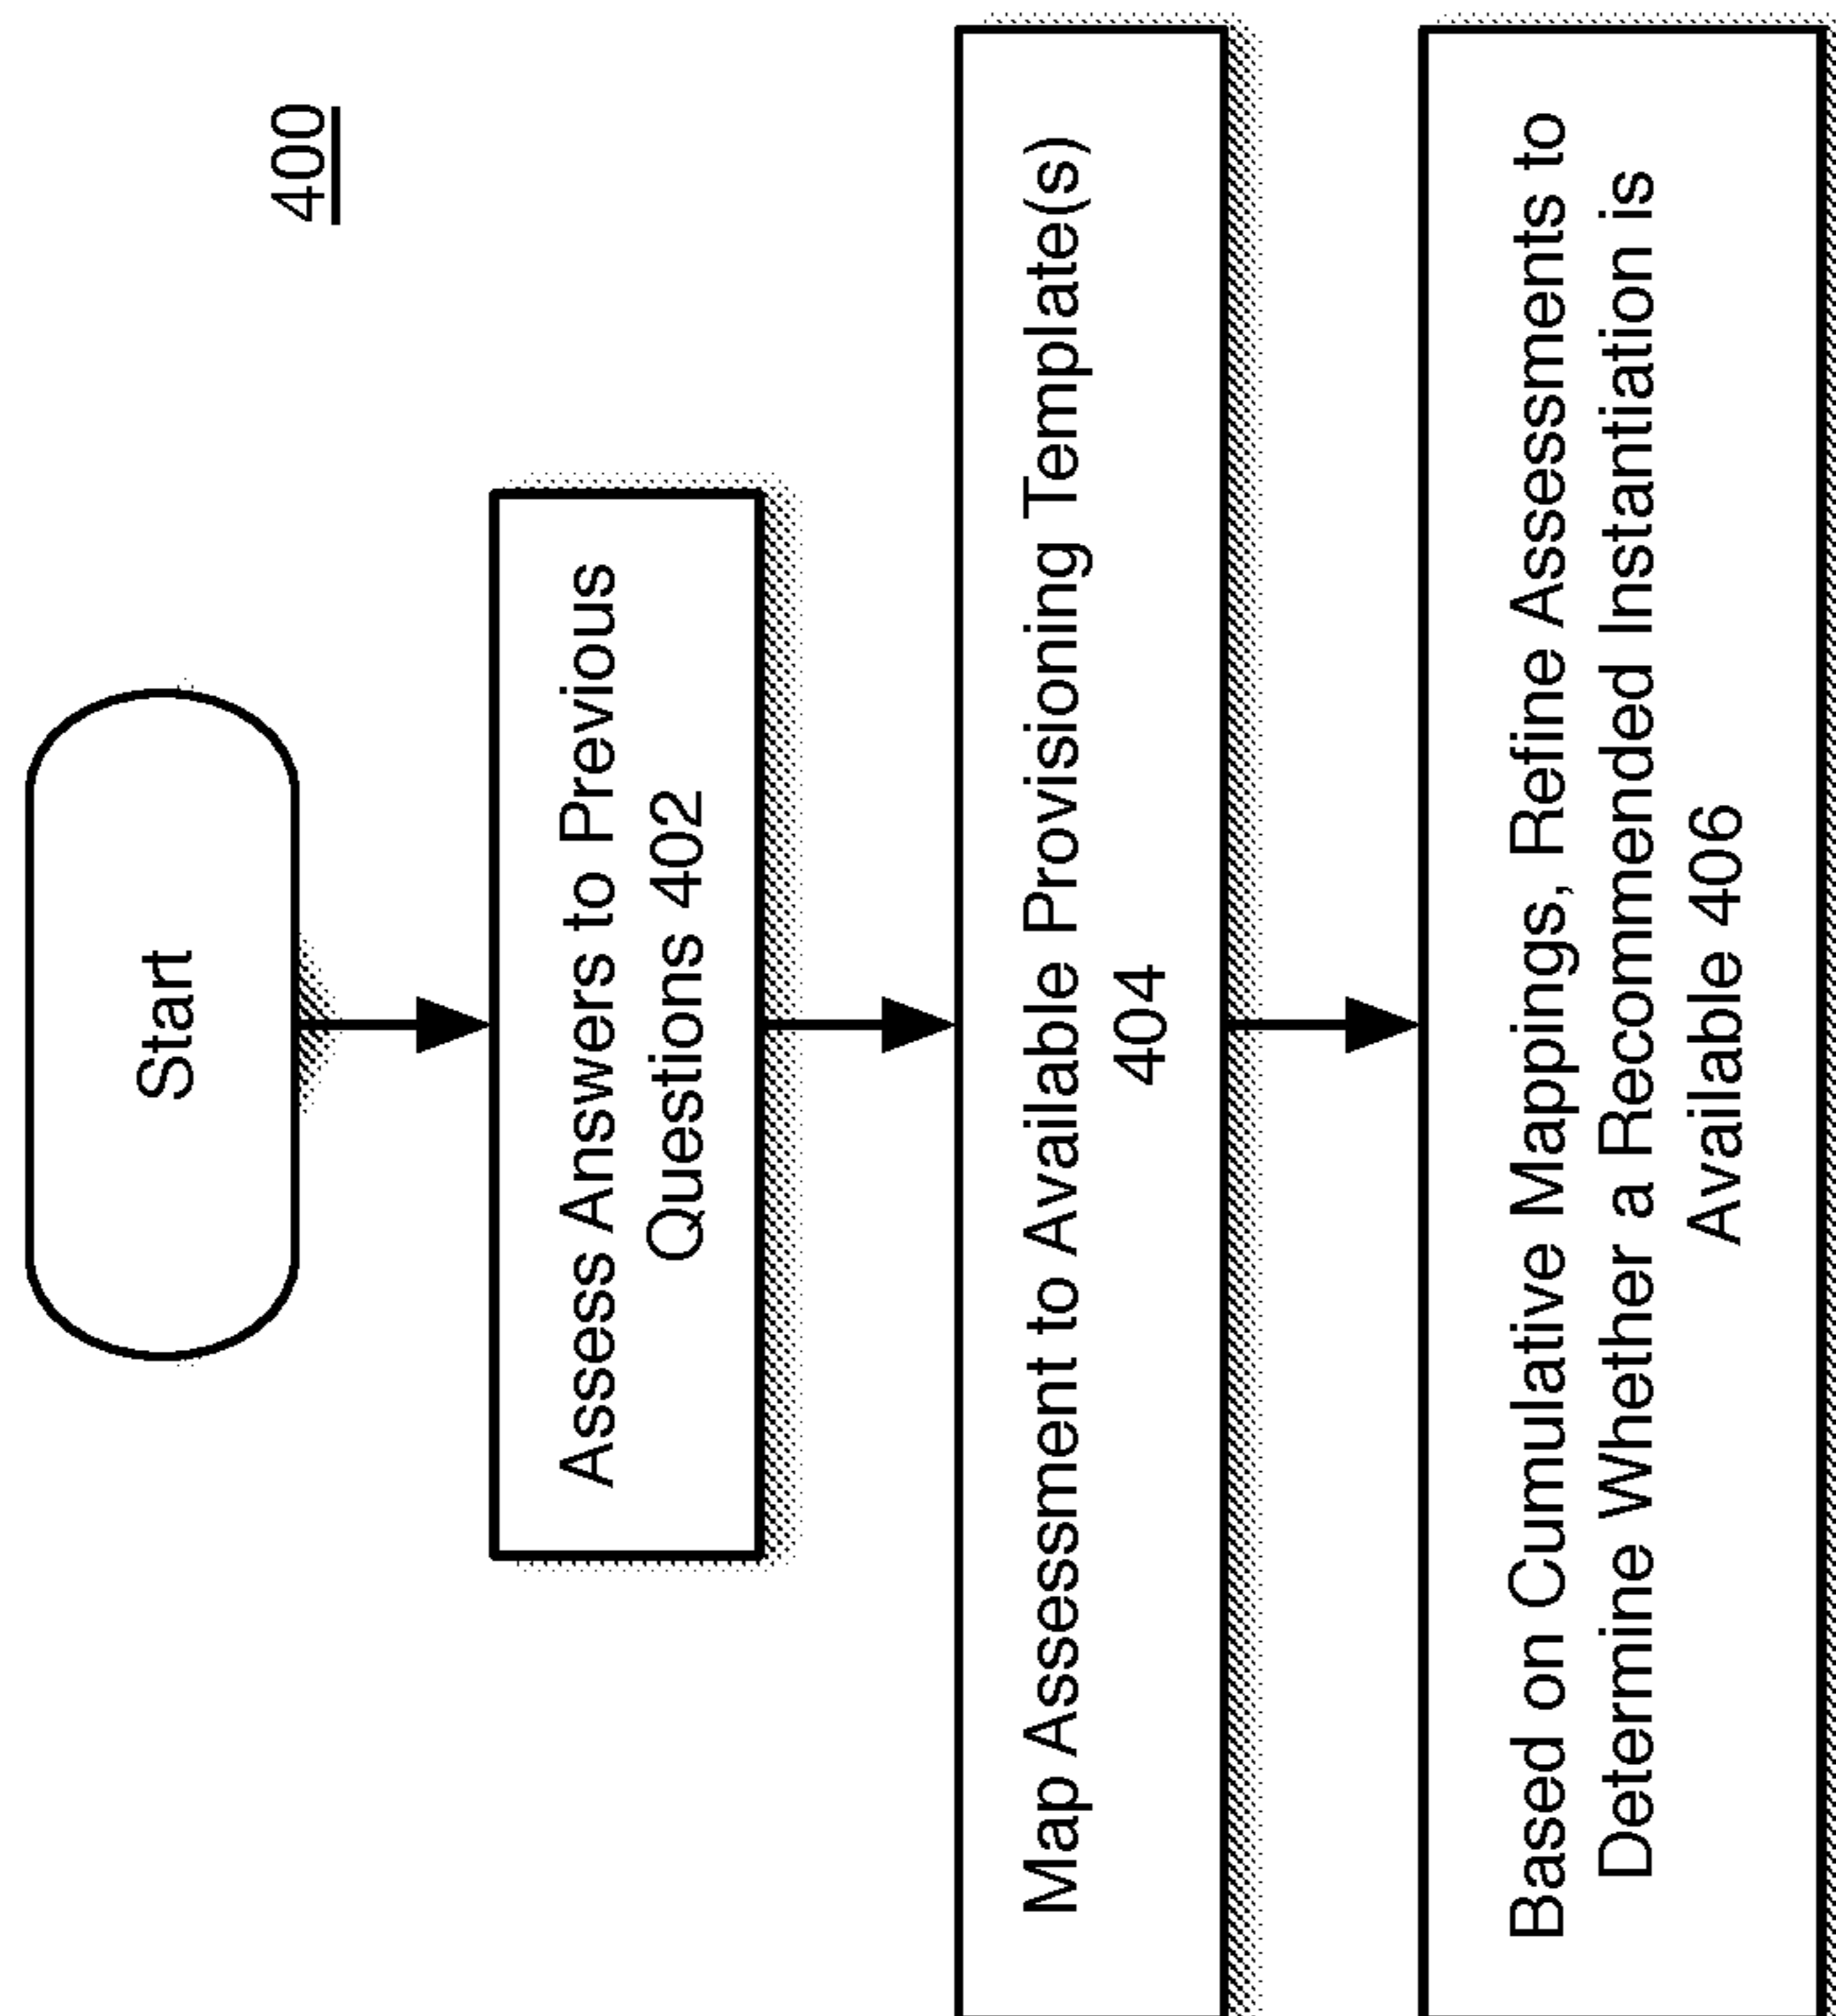 400
Start
Assess Answers to Previous
Questions 402
Map Assessment to Available Provisioning Template(s)
404
Based on Cumulative Mappings, Refine Assessments to
Determine Whether a Recommended Instantiation is
Available 406